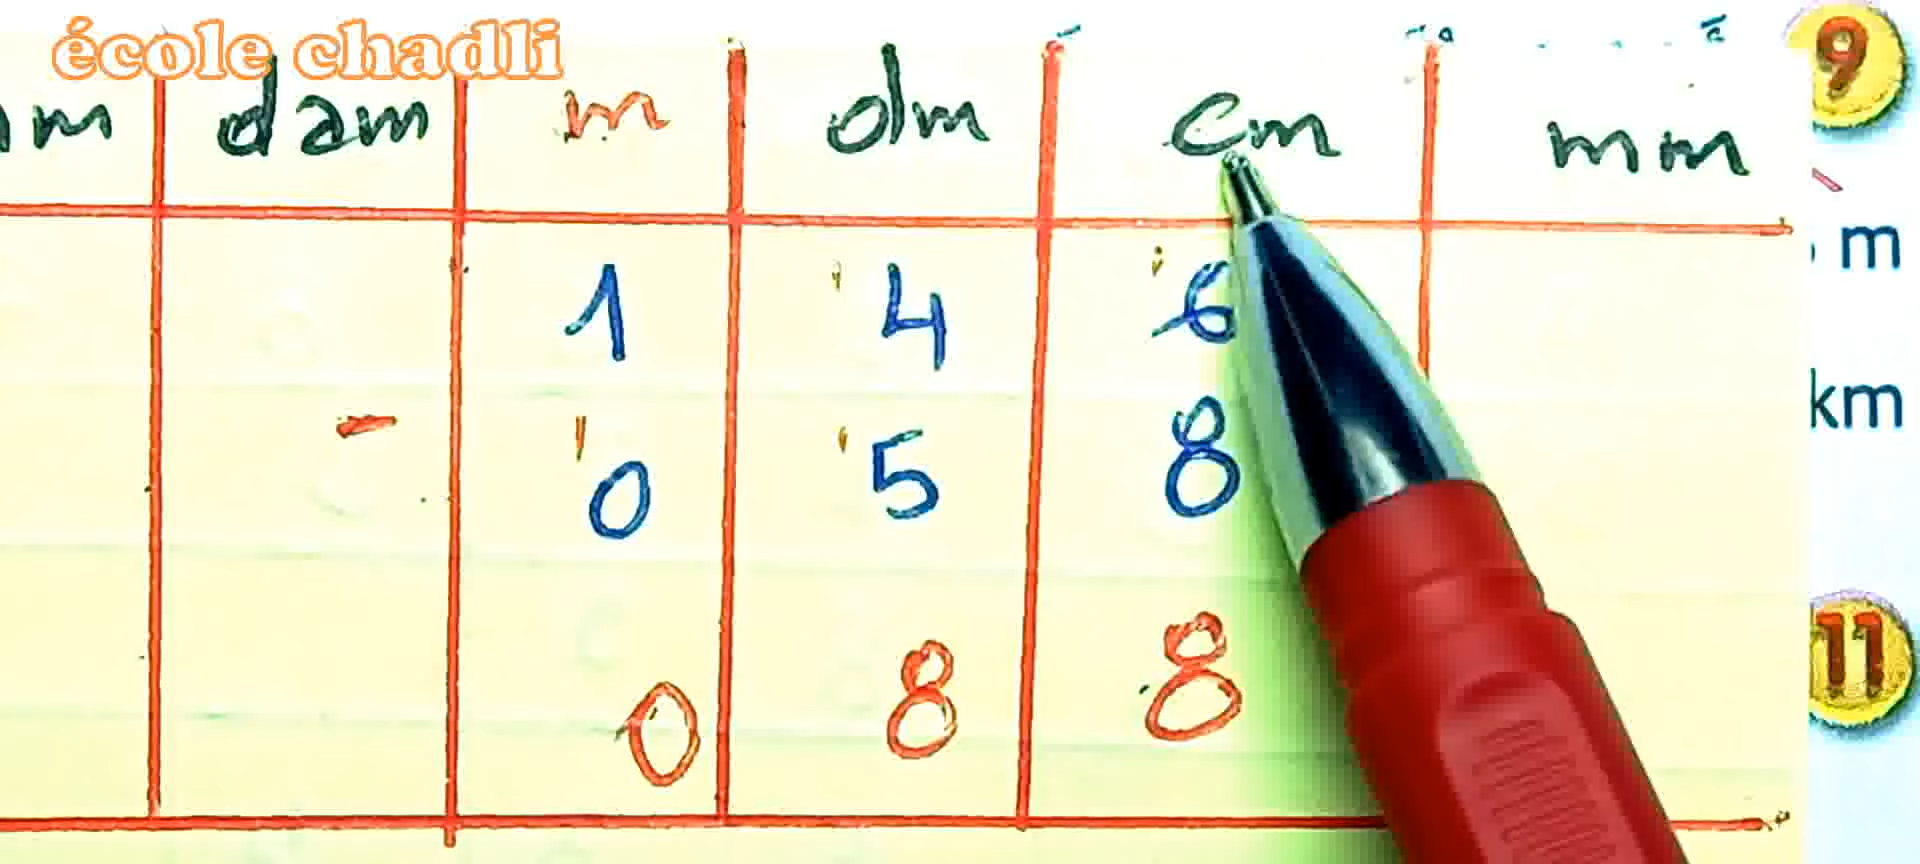 école chadli
m dam m dm cm mm
1 4 6
- 0 5 8
0 8 8
9
m
km
11